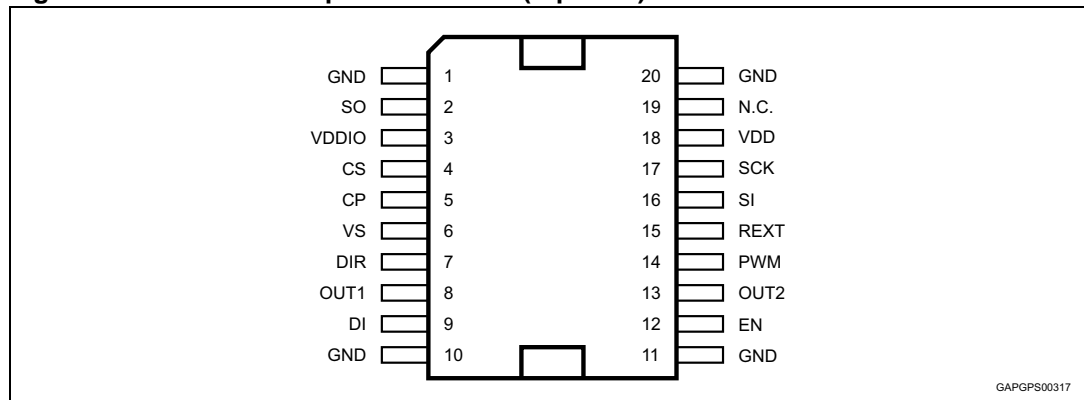 GND 1 20 GND
SO 2 19 N.C.
VDDIO 3 18 VDD
CS 4 17 SCK
CP 5 16 SI
VS 6 15 REXT
DIR 7 14 PWM
OUT1 8 13 OUT2
DI 9 12 EN
GND 10 11 GND
GAPGPS00317